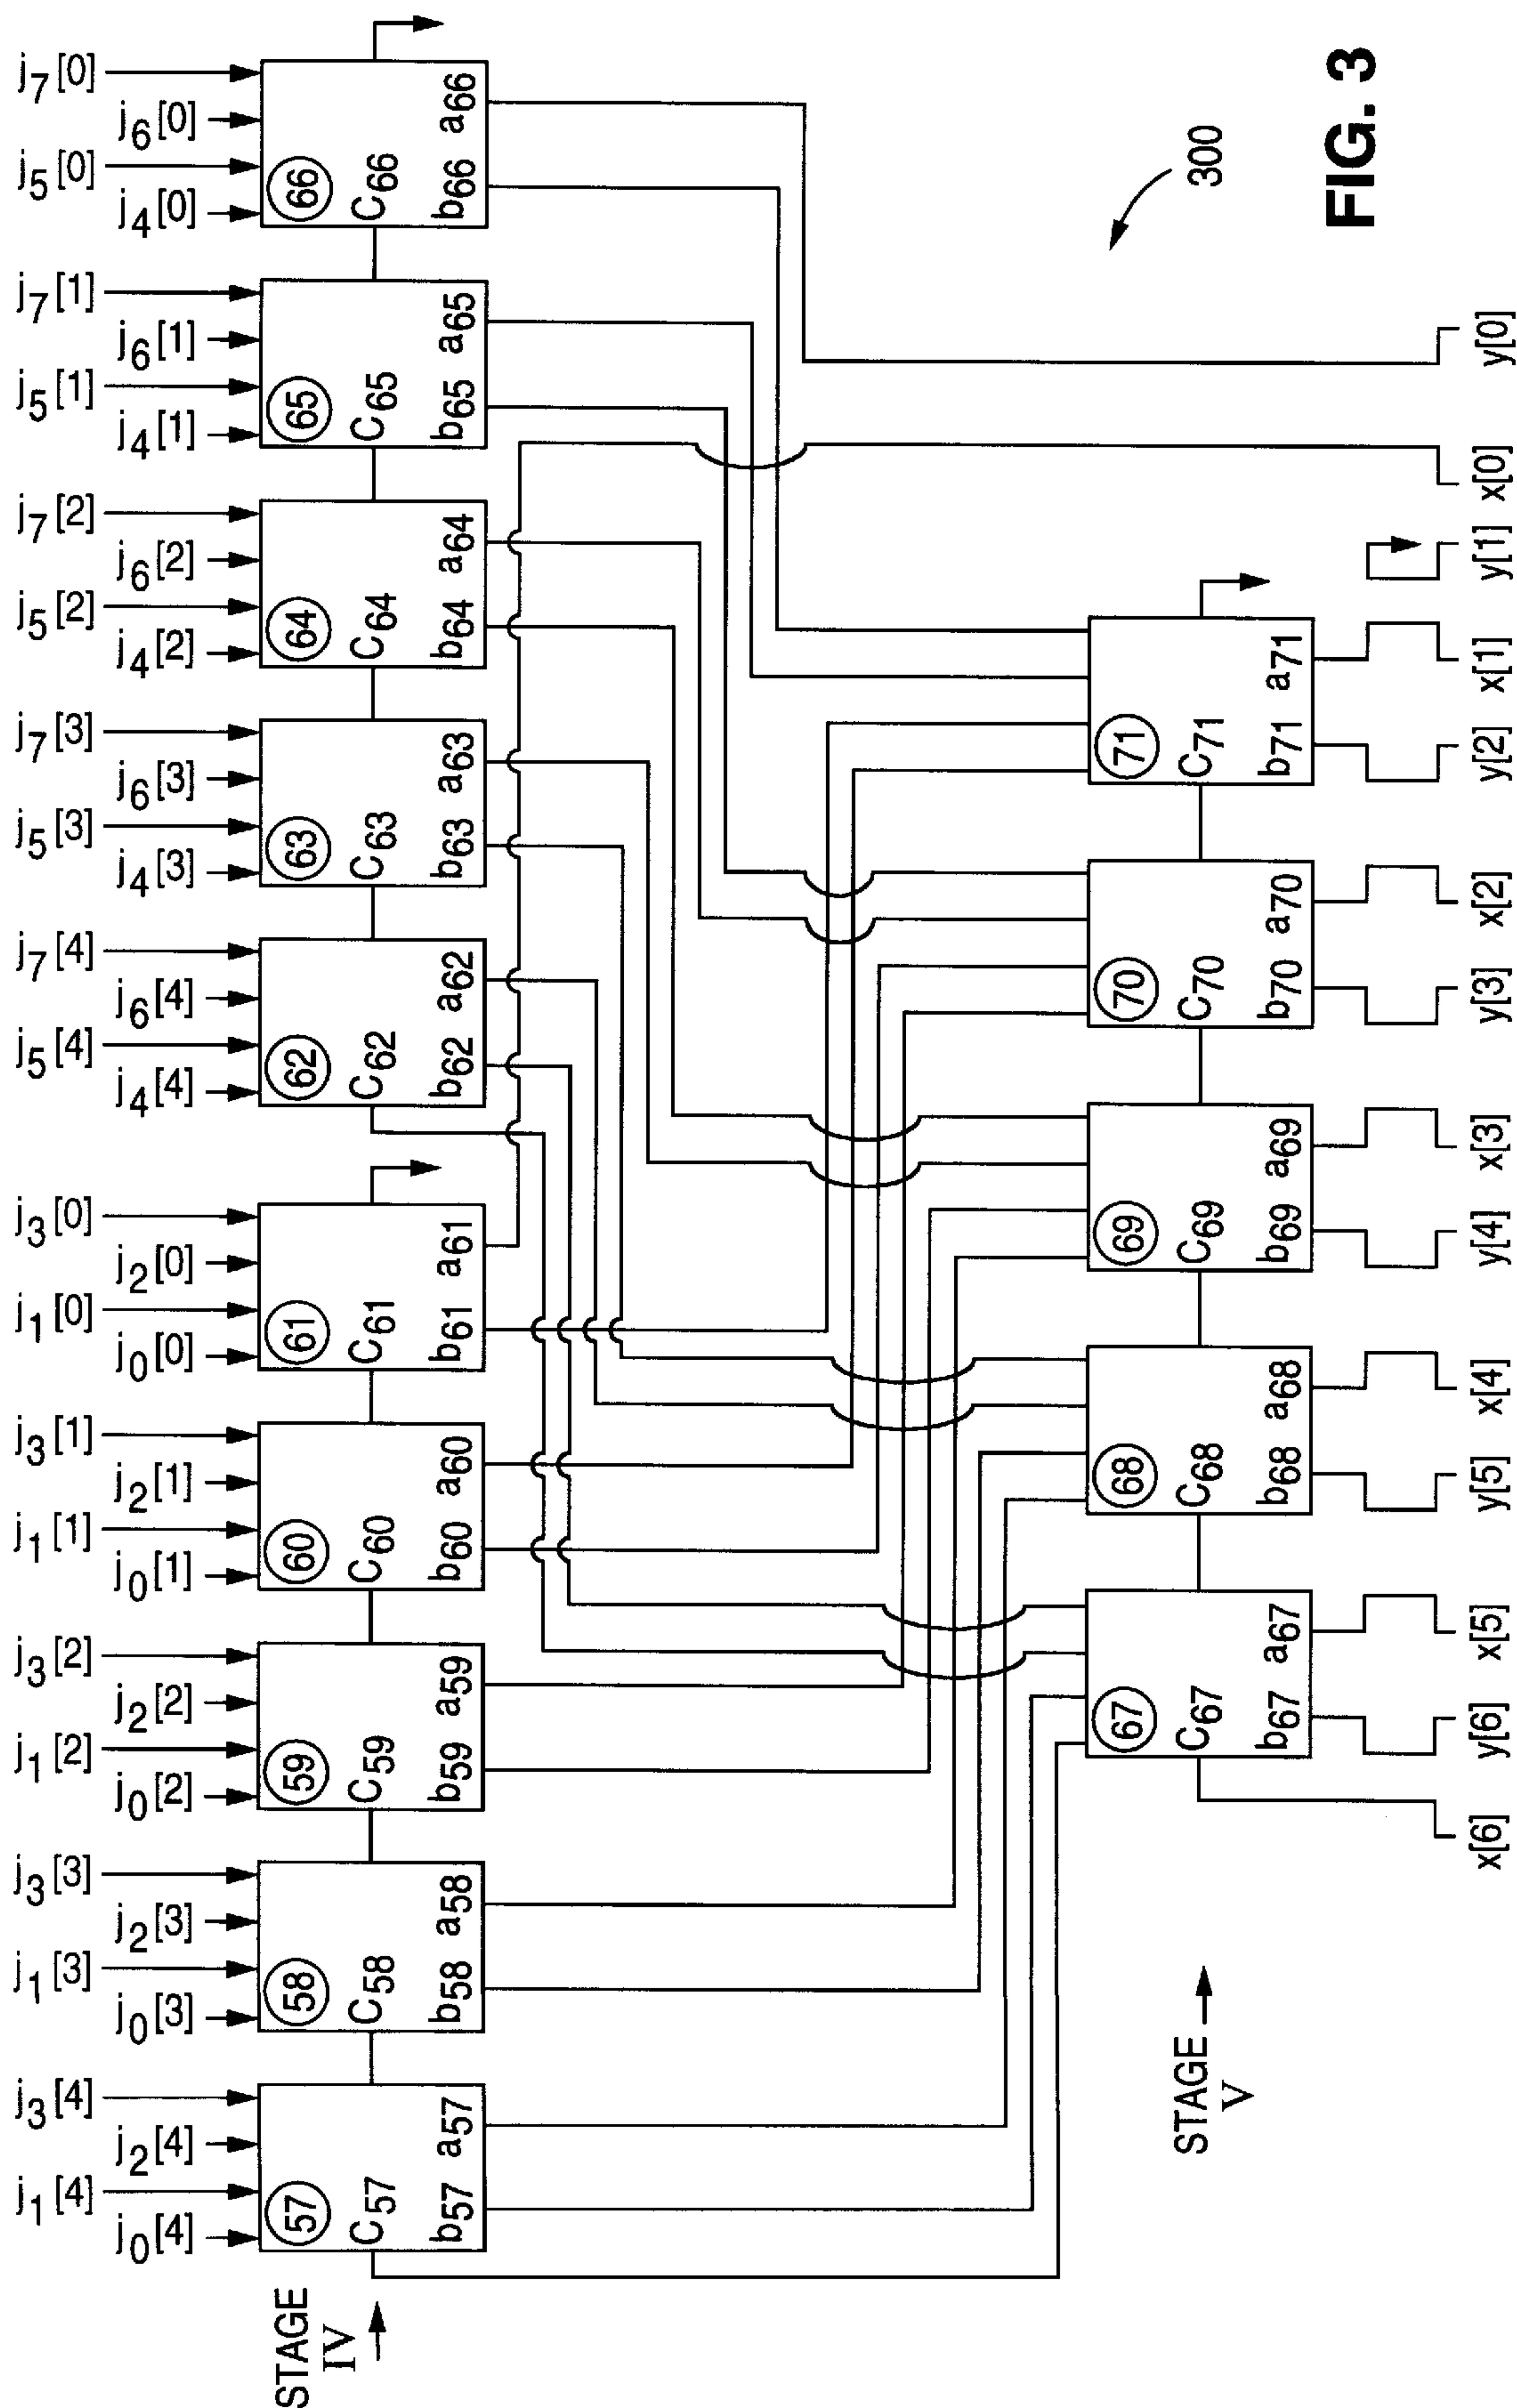 STAGE IV
j0[4] j1[4] j2[4] j3[4] j0[3] j1[3] j2[3] j3[3] j0[2] j1[2] j2[2] j3[2] j0[1] j1[1] j2[1] j3[1] j0[0] j1[0] j2[0] j3[0] j4[4] j5[4] j6[4] j7[4] j4[3] j5[3] j6[3] j7[3] j4[2] j5[2] j6[2] j7[2] j4[1] j5[1] j6[1] j7[1] j4[0] j5[0] j6[0] j7[0]
57 58 59 60 61 62 63 64 65 66
C57 C58 C59 C60 C61 C62 C63 C64 C65 C66
b57 a57 b58 a58 b59 a59 b60 a60 b61 a61 b62 a62 b63 a63 b64 a64 b65 a65 b66 a66
STAGE V
67 68 69 70 71
C67 C68 C69 C70 C71
b67 a67 b68 a68 b69 a69 b70 a70 b71 a71
x[6] y[6] x[5] y[5] x[4] y[4] x[3] y[3] x[2] y[2] x[1] y[1] x[0] y[0]
300
FIG. 3